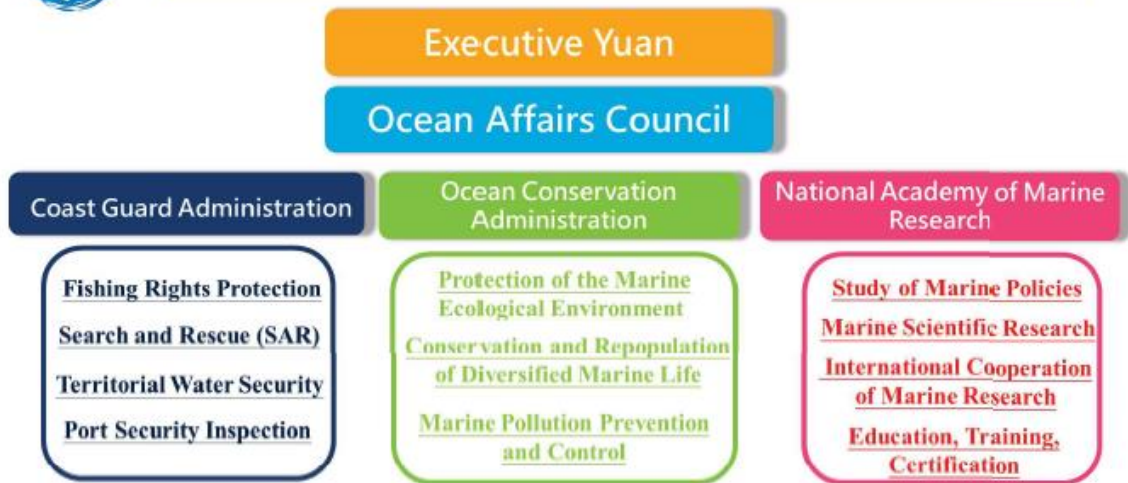 Executive Yuan
Ocean Affairs Council
Coast Guard Administration
Fishing Rights Protection
Search and Rescue (SAR)
Territorial Water Security
Port Security Inspection
Ocean Conservation
Administration
Protection of the Marine
Ecological Environment
Conservation and Repopulation
of Diversified Marine Life
Marine Pollution Prevention
and Control
National Academy of Marine
Research
Study of Marine Policies
Marine Scientific Research
International Cooperation
of Marine Research
Education, Training,
Certification